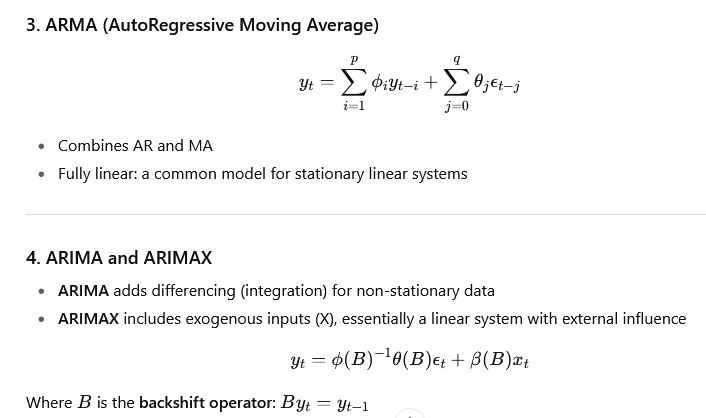 3. ARMA (AutoRegressive Moving Average)
y_t = \sum_{i=1}^{p} \phi_i y_{t-i} + \sum_{j=0}^{q} \theta_j \epsilon_{t-j}
• Combines AR and MA
• Fully linear: a common model for stationary linear systems
4. ARIMA and ARIMAX
• ARIMA adds differencing (integration) for non-stationary data
• ARIMAX includes exogenous inputs (X), essentially a linear system with external influence
y_t = \phi(B)^{-1}\theta(B)\epsilon_t + \beta(B)x_t
Where B is the backshift operator: By_t = y_{t-1}